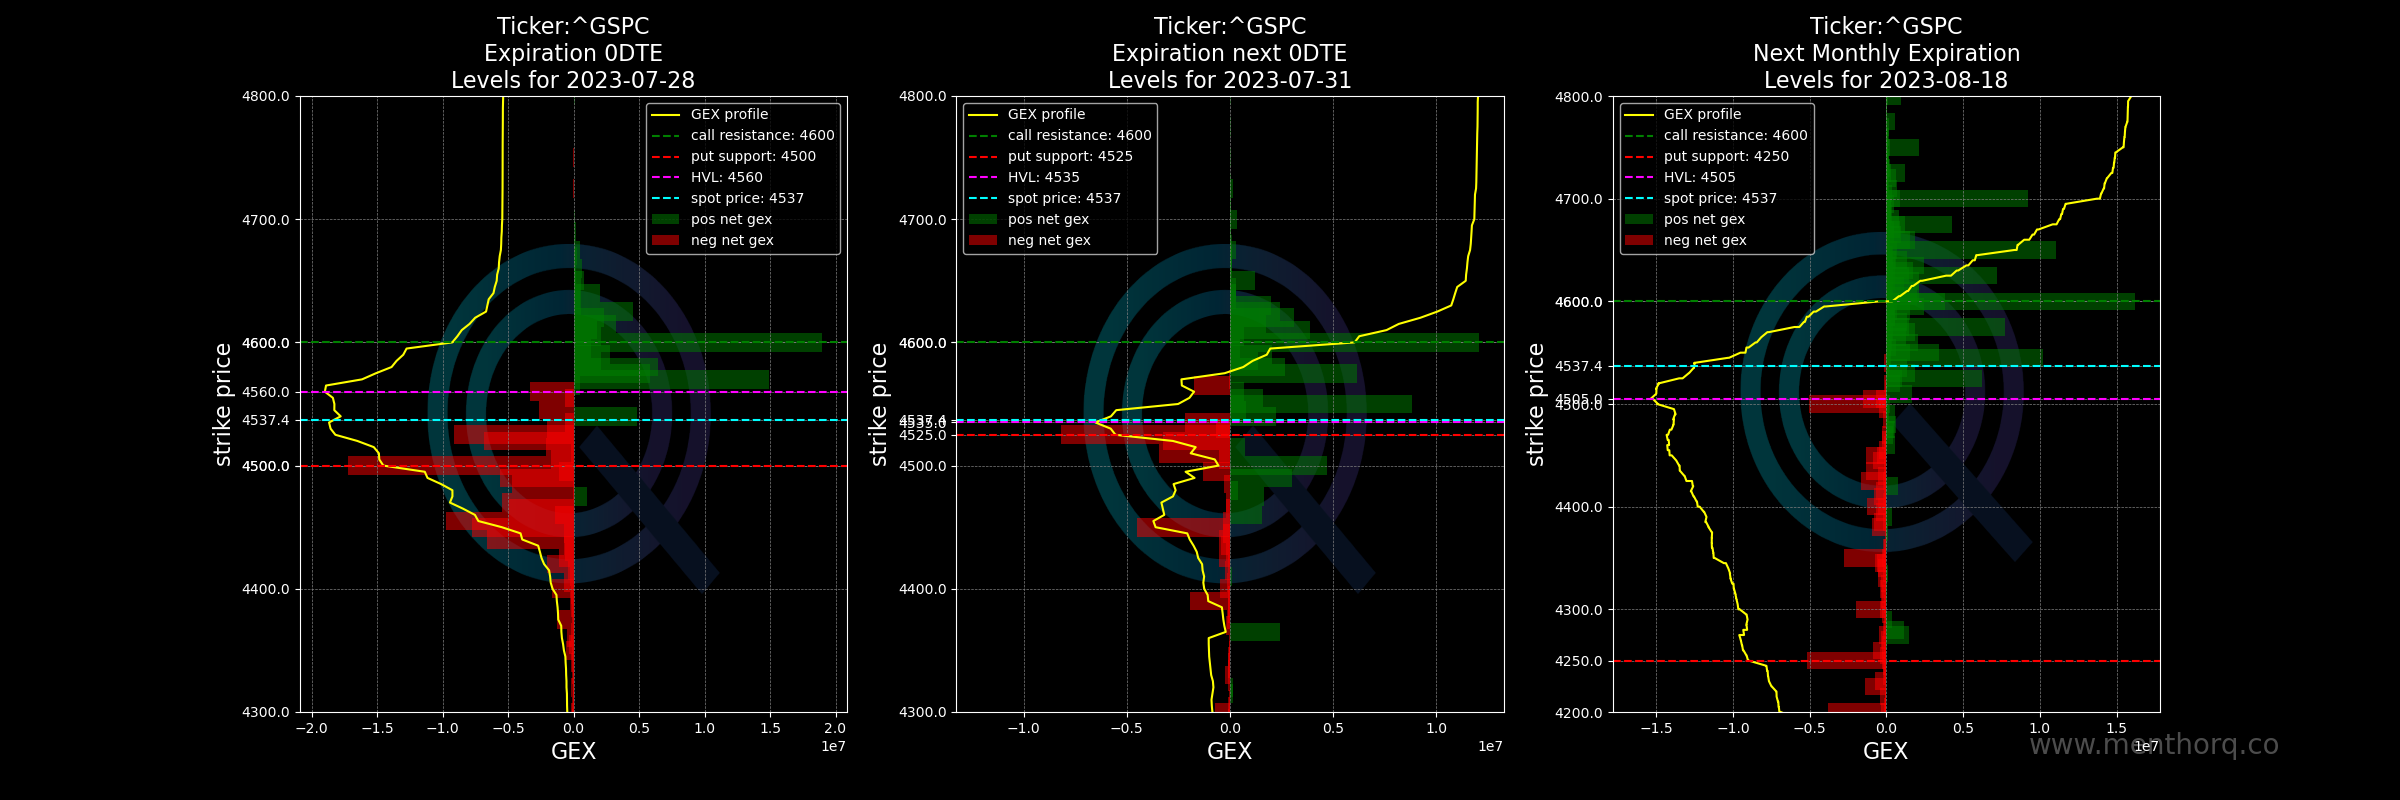 Ticker:^GSPC
Expiration 0DTE
Levels for 2023-07-28
4800.0
4700.0
4600.0
4560.0
4537.4
4500.0
4400.0
4300.0
strike price
GEX profile
call resistance: 4600
put support: 4500
HVL: 4560
spot price: 4537
pos net gex
neg net gex
−2.0 −1.5 −1.0 −0.5 0.0 0.5 1.0 1.5 2.0
1e7
GEX
Ticker:^GSPC
Expiration next 0DTE
Levels for 2023-07-31
4800.0
4700.0
4600.0
4537.4
4535.0
4525.0
4500.0
4400.0
4300.0
strike price
GEX profile
call resistance: 4600
put support: 4525
HVL: 4535
spot price: 4537
pos net gex
neg net gex
−1.0 −0.5 0.0 0.5 1.0
1e7
GEX
Ticker:^GSPC
Next Monthly Expiration
Levels for 2023-08-18
4800.0
4700.0
4600.0
4537.4
4505.0
4500.0
4400.0
4300.0
4250.0
4200.0
strike price
GEX profile
call resistance: 4600
put support: 4250
HVL: 4505
spot price: 4537
pos net gex
neg net gex
−1.5 −1.0 −0.5 0.0 0.5 1.0 1.5
1e7
GEX
www.menthorq.co